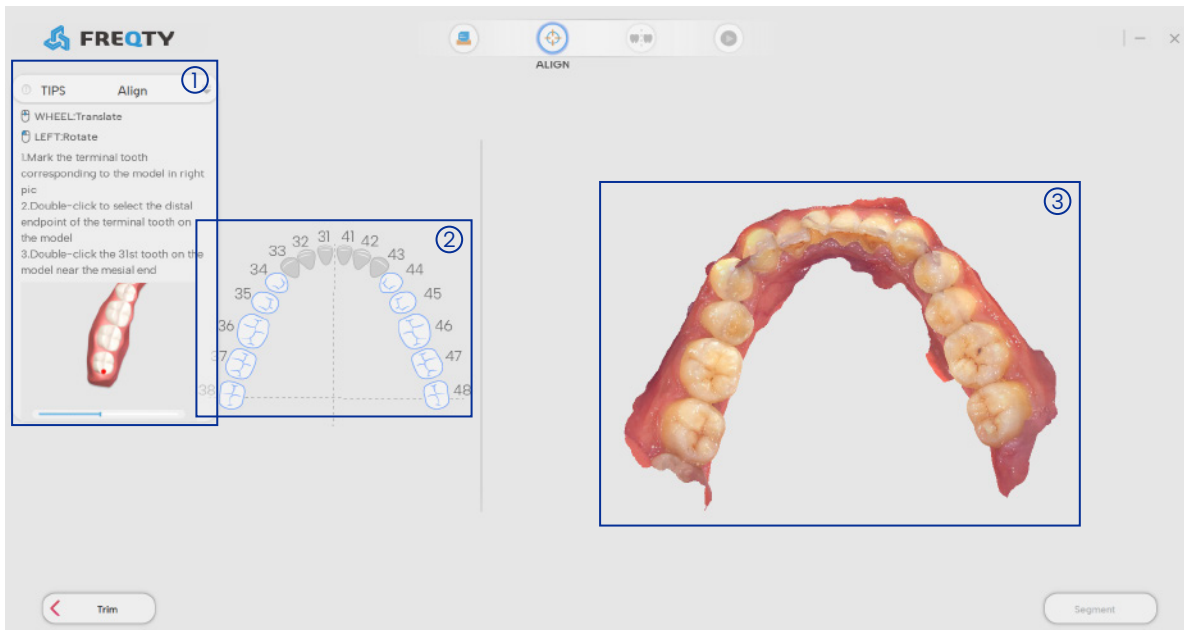 FREQTY
ALIGN
①
TIPS Align
WHEEL:Translate
LEFT:Rotate
1.Mark the terminal tooth
corresponding to the model in right
pic
2.Double-click to select the distal
endpoint of the terminal tooth on
the model
3.Double-click the 31st tooth on the
model near the mesial end
②
31 41
32 42
33 43
34 44
35 45
36 46
37 47
38 48
③
Trim
Segment